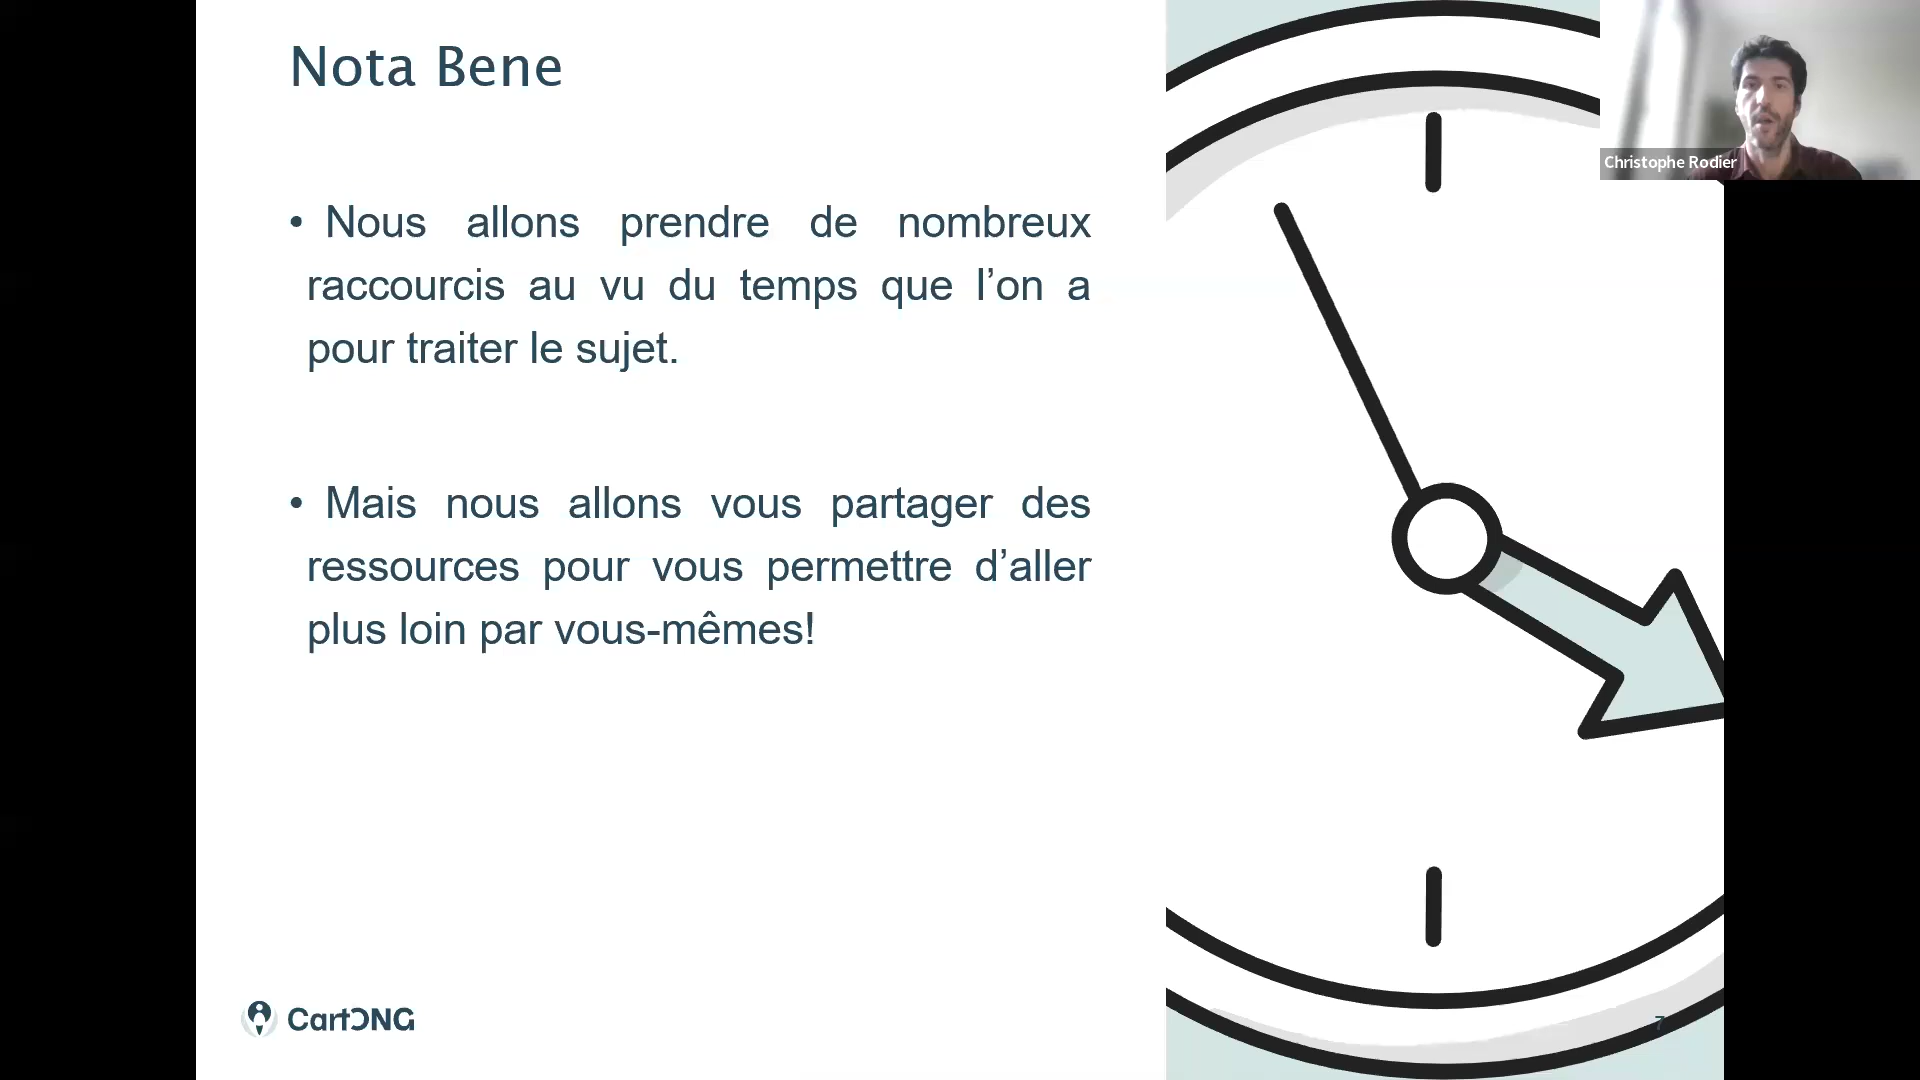 Nota Bene
Christophe Rodier
• Nous allons prendre de nombreux
raccourcis au vu du temps que l’on a
pour traiter le sujet.
• Mais nous allons vous partager des
ressources pour vous permettre d’aller
plus loin par vous-mêmes!
CartONG
7